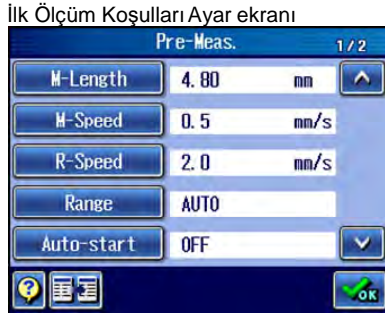 İlk Ölçüm Koşulları Ayar ekranı
Pre-Meas. 1/2
M-Length 4.80 mm
M-Speed 0.5 mm/s
R-Speed 2.0 mm/s
Range AUTO
Auto-start OFF
? OK